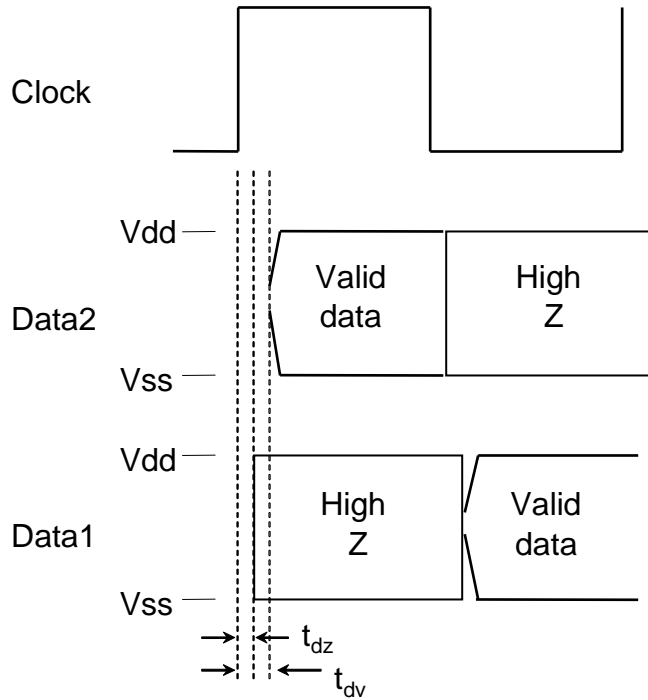 Clock
Vdd
Valid
data
High
Z
Data2
Vss
Vdd
High
Z
Valid
data
Data1
Vss
t_dz
t_dv